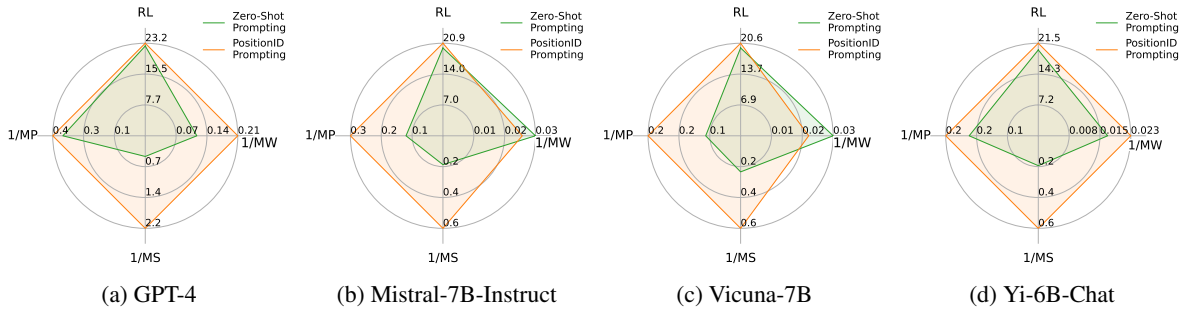 RL
Zero-Shot
Prompting
PositionID
Prompting
23.2
15.5
7.7
1/MP
0.4
0.3
0.1
0.07
0.14
0.21
1/MW
0.7
1.4
2.2
1/MS
(a) GPT-4
RL
Zero-Shot
Prompting
PositionID
Prompting
20.9
14.0
7.0
1/MP
0.3
0.2
0.1
0.01
0.02
0.03
1/MW
0.2
0.4
0.6
1/MS
(b) Mistral-7B-Instruct
RL
Zero-Shot
Prompting
PositionID
Prompting
20.6
13.7
6.9
1/MP
0.2
0.2
0.1
0.01
0.02
0.03
1/MW
0.2
0.4
0.6
1/MS
(c) Vicuna-7B
RL
Zero-Shot
Prompting
PositionID
Prompting
21.5
14.3
7.2
1/MP
0.2
0.2
0.1
0.008
0.015
0.023
1/MW
0.2
0.4
0.6
1/MS
(d) Yi-6B-Chat